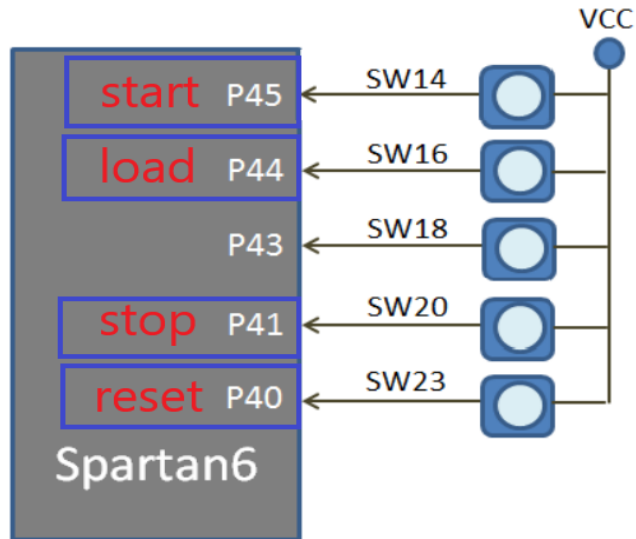 VCC
start P45 SW14
load P44 SW16
P43 SW18
stop P41 SW20
reset P40 SW23
Spartan6